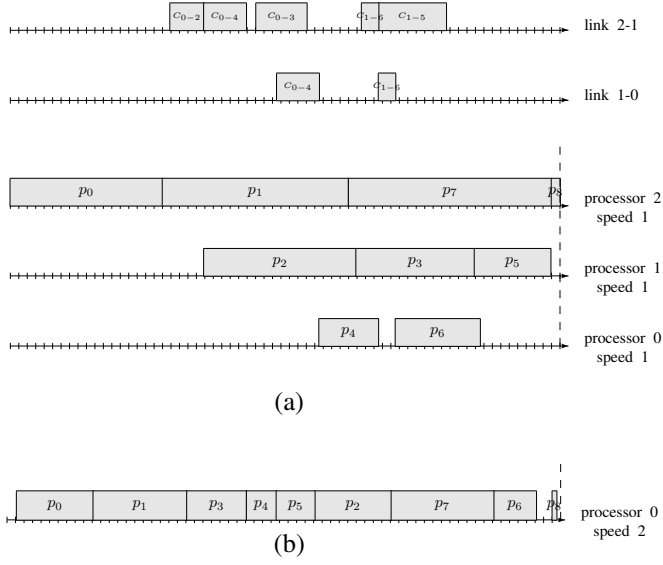 c₀₋₂ c₀₋₄ c₀₋₃ c₁₋₆ c₁₋₅ link 2-1
c₀₋₄ c₁₋₆ link 1-0
p₀ p₁ p₇ p₈ processor 2
speed 1
p₂ p₃ p₅ processor 1
speed 1
p₄ p₆ processor 0
speed 1
(a)
p₀ p₁ p₃ p₄ p₅ p₂ p₇ p₆ p₈ processor 0
speed 2
(b)